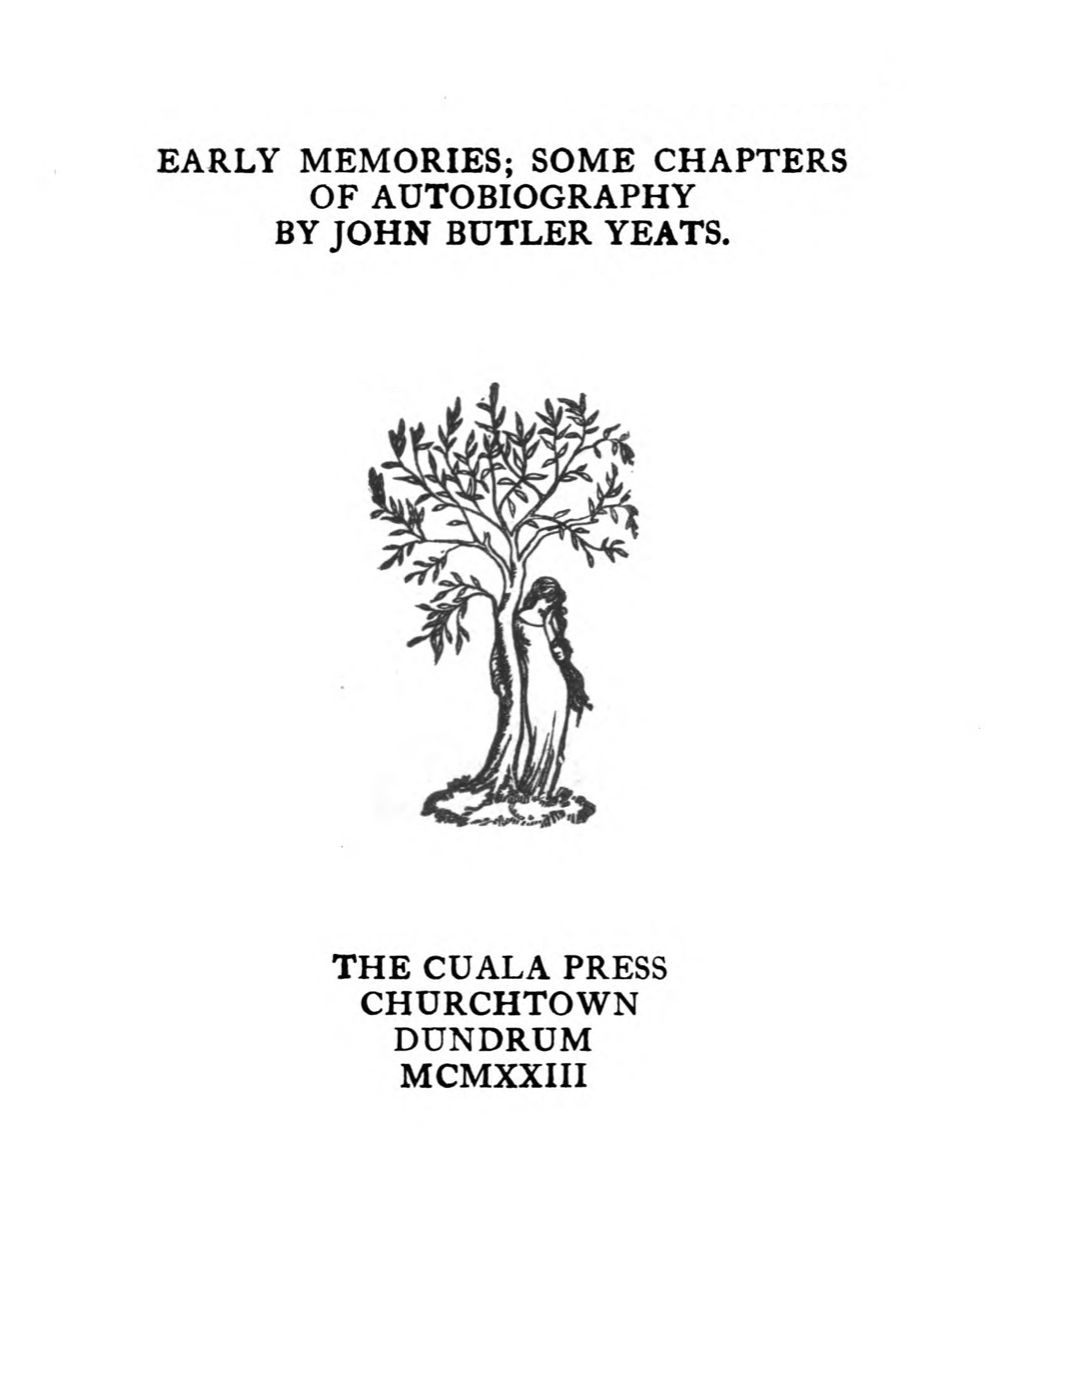 EARLY MEMORIES; SOME CHAPTERS
OF AUTOBIOGRAPHY
BY JOHN BUTLER YEATS.
THE CUALA PRESS
CHURCHTOWN
DUNDRUM
MCMXXIII